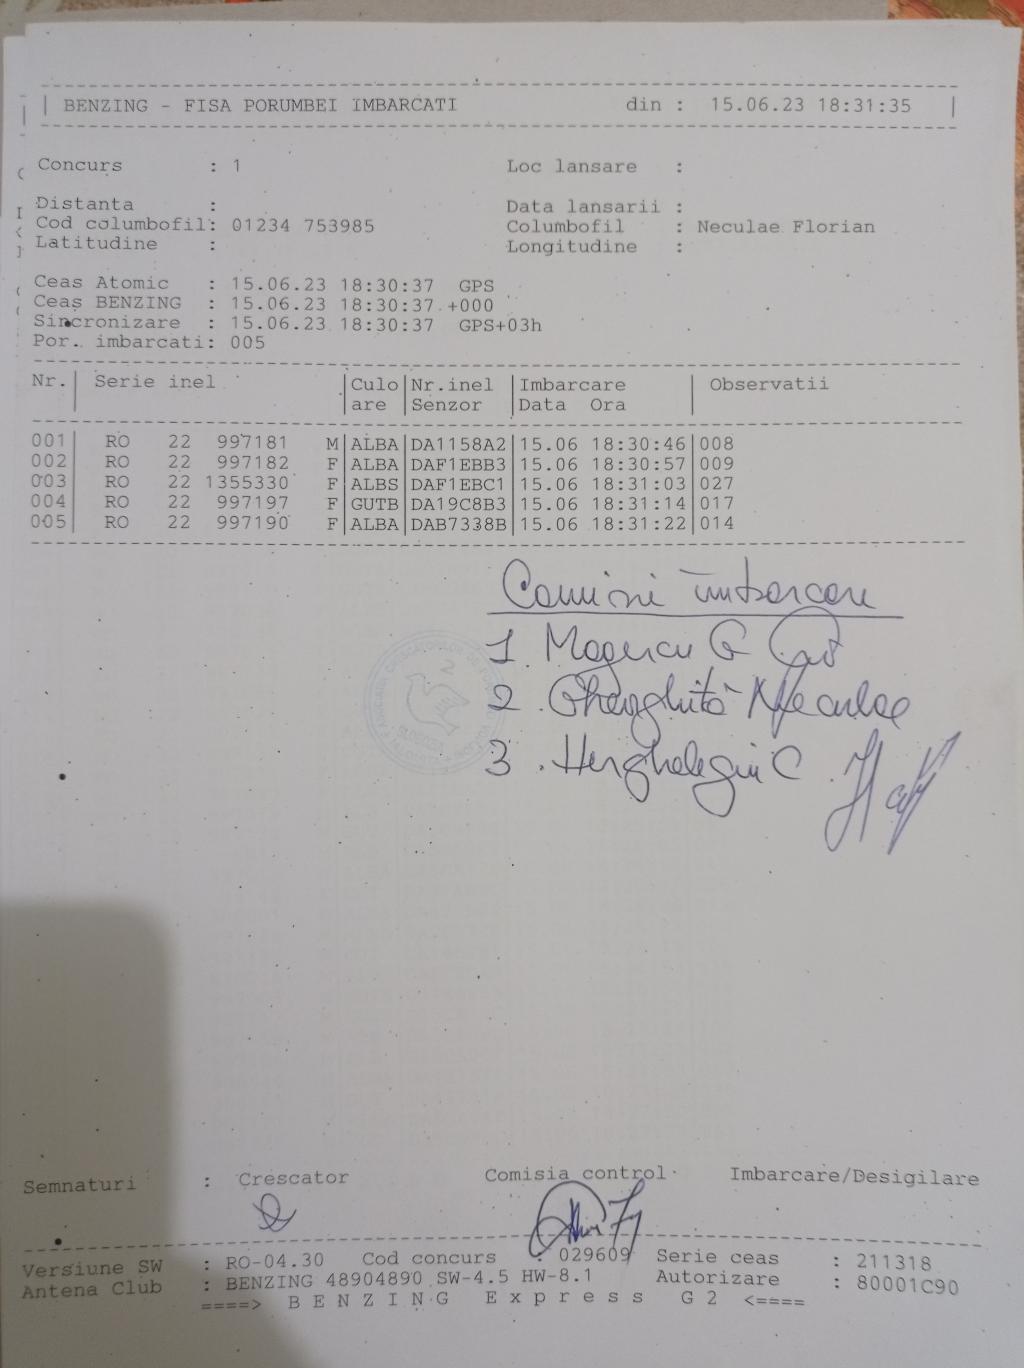 BENZING - FISA PORUMBEI IMBARCATI din : 15.06.23 18:31:35
Concurs : 1 Loc lansare :
Distanta : Data lansarii :
Cod columbofil: 01234 753985 Columbofil : Neculae Florian
Latitudine : Longitudine :
Ceas Atomic : 15.06.23 18:30:37 GPS
Ceas BENZING : 15.06.23 18:30:37 +000
Sincronizare : 15.06.23 18:30:37 GPS+03h
Por. imbarcati: 005
Nr. Serie inel Culo Nr.inel Imbarcare Observatii
are Senzor Data Ora
001 RO 22 997181 M ALBA DA1158A2 15.06 18:30:46 008
002 RO 22 997182 F ALBA DAF1EBB3 15.06 18:30:57 009
003 RO 22 1355330 F ALBS DAF1EBC1 15.06 18:31:03 027
004 RO 22 997197 F GUTB DA19C8B3 15.06 18:31:14 017
005 RO 22 997190 F ALBA DAB7338B 15.06 18:31:22 014
1
2 Gherghita Neculae
3 Herghelegiu C
Semnaturi : Crescator Comisia control Imbarcare/Desigilare
Versiune SW : RO-04.30 Cod concurs : 029609 Serie ceas : 211318
Antena Club : BENZING 48904890 SW-4.5 HW-8.1 Autorizare : 80001C90
====> B E N Z I N G E x p r e s s G 2 <====